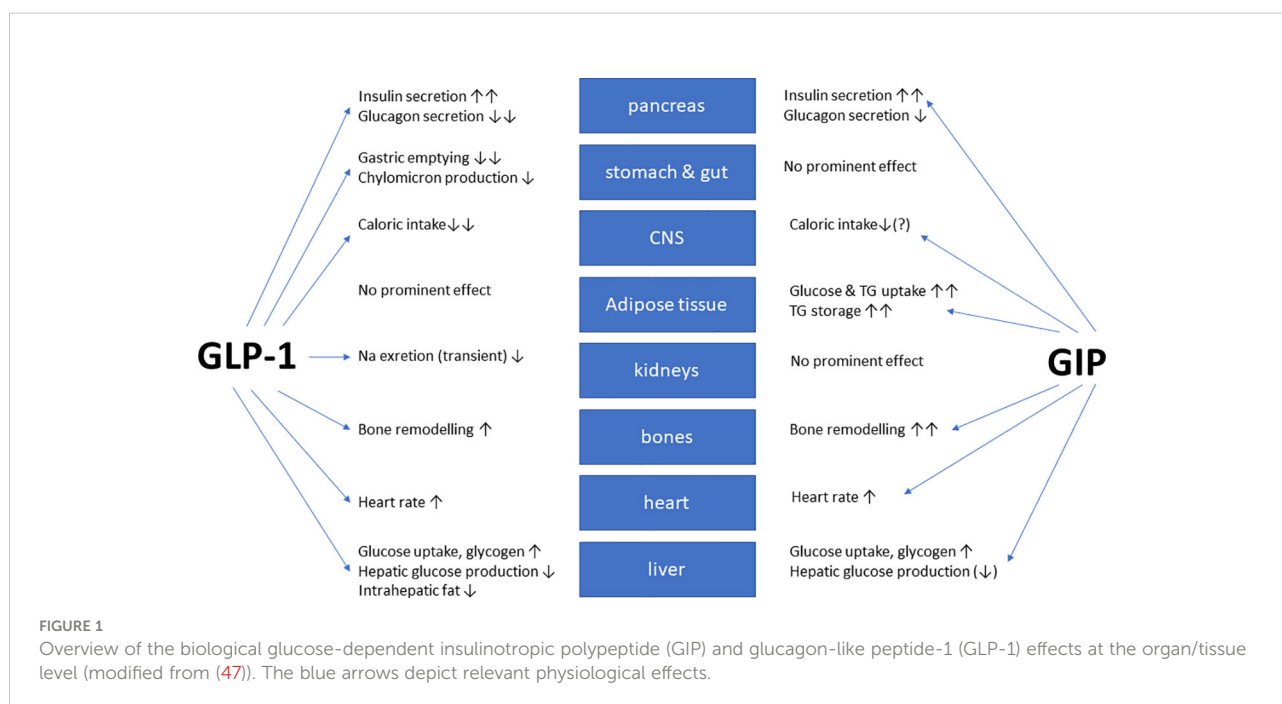 Insulin secretion ↑↑
Glucagon secretion ↓↓
pancreas
Insulin secretion ↑↑
Glucagon secretion ↓
Gastric emptying ↓↓
Chylomicron production ↓
stomach & gut
No prominent effect
Caloric intake↓↓
CNS
Caloric intake↓(?)
No prominent effect
Adipose tissue
Glucose & TG uptake ↑↑
TG storage ↑↑
GLP-1
Na exretion (transient) ↓
kidneys
No prominent effect
GIP
Bone remodelling ↑
bones
Bone remodelling ↑↑
Heart rate ↑
heart
Heart rate ↑
Glucose uptake, glycogen ↑
Hepatic glucose production ↓
Intrahepatic fat ↓
liver
Glucose uptake, glycogen ↑
Hepatic glucose production (↓)
FIGURE 1
Overview of the biological glucose-dependent insulinotropic polypeptide (GIP) and glucagon-like peptide-1 (GLP-1) effects at the organ/tissue
level (modified from (47)). The blue arrows depict relevant physiological effects.